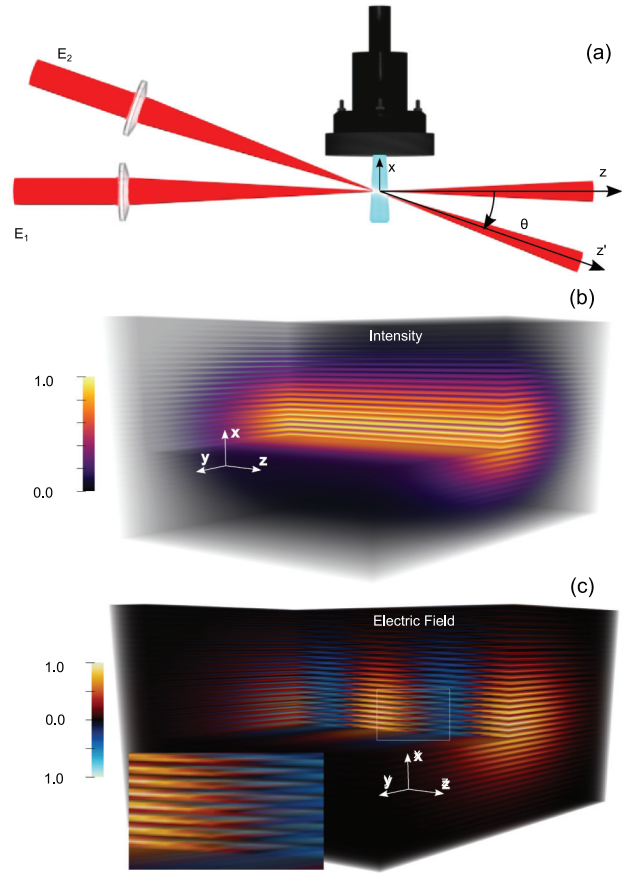 (a)
E2
x
z
θ
z'
E1
(b)
Intensity
1.0
0.0
x
y
z
(c)
Electric Field
1.0
0.0
1.0
x
y
z